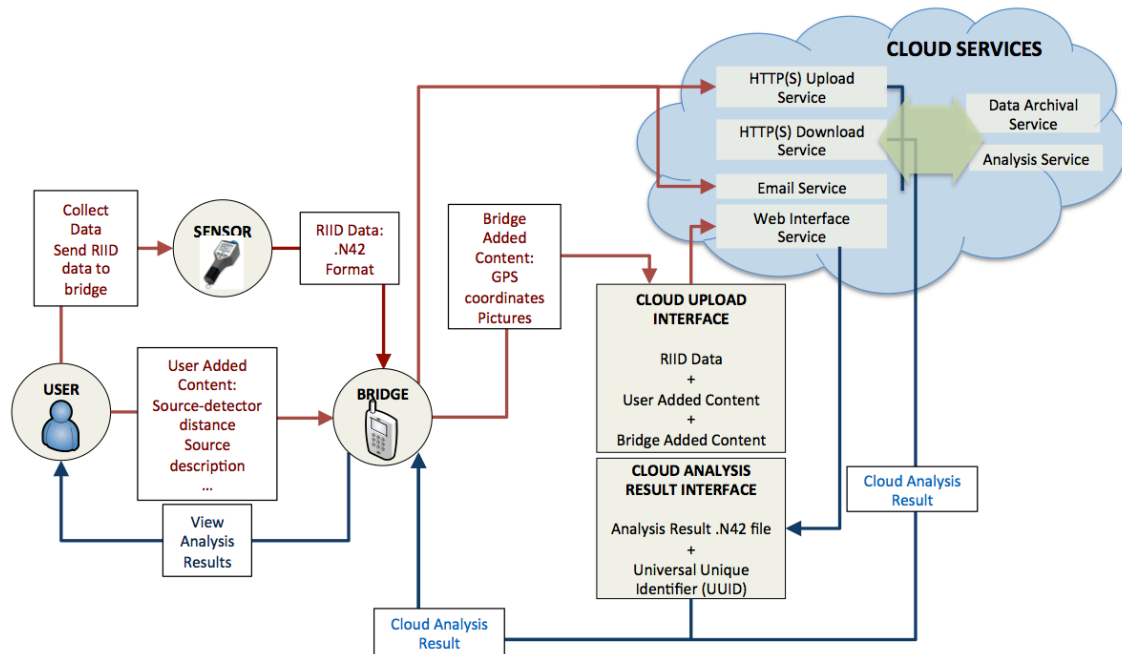 CLOUD SERVICES
HTTP(S) Upload
Service
HTTP(S) Download
Service
Email Service
Web Interface
Service
Data Archival
Service
Analysis Service
Collect
Data
Send RIID
data to
bridge
SENSOR
RIID Data:
.N42
Format
Bridge
Added
Content:
GPS
coordinates
Pictures
CLOUD UPLOAD
INTERFACE
RIID Data
+
User Added Content
+
Bridge Added Content
USER
User Added
Content:
Source-detector
distance
Source
description
...
BRIDGE
CLOUD ANALYSIS
RESULT INTERFACE
Analysis Result .N42 file
+
Universal Unique
Identifier (UUID)
Cloud Analysis
Result
View
Analysis
Results
Cloud Analysis
Result